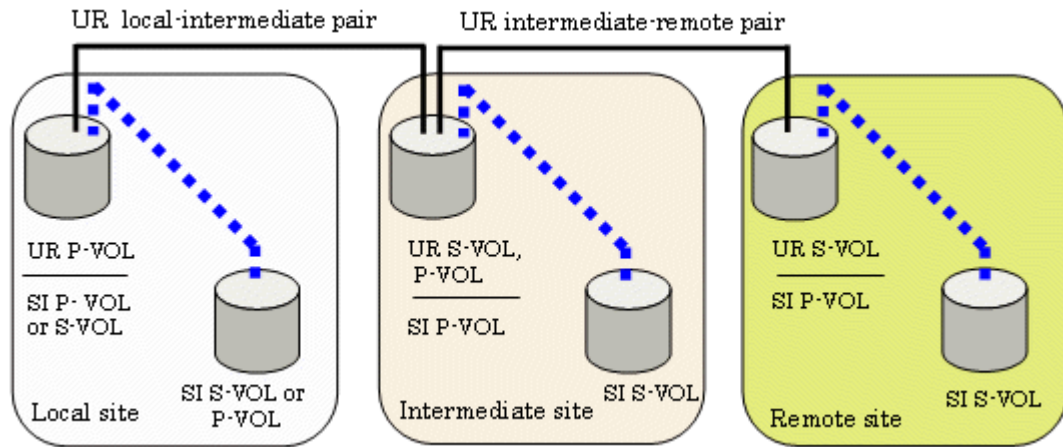 UR local-intermediate pair
UR intermediate-remote pair
UR P-VOL
SI P- VOL
or S-VOL
SI S-VOL or
P-VOL
Local site
UR S-VOL,
P-VOL
SI P-VOL
SI S-VOL
Intermediate site
UR S-VOL
SI P-VOL
SI S-VOL
Remote site